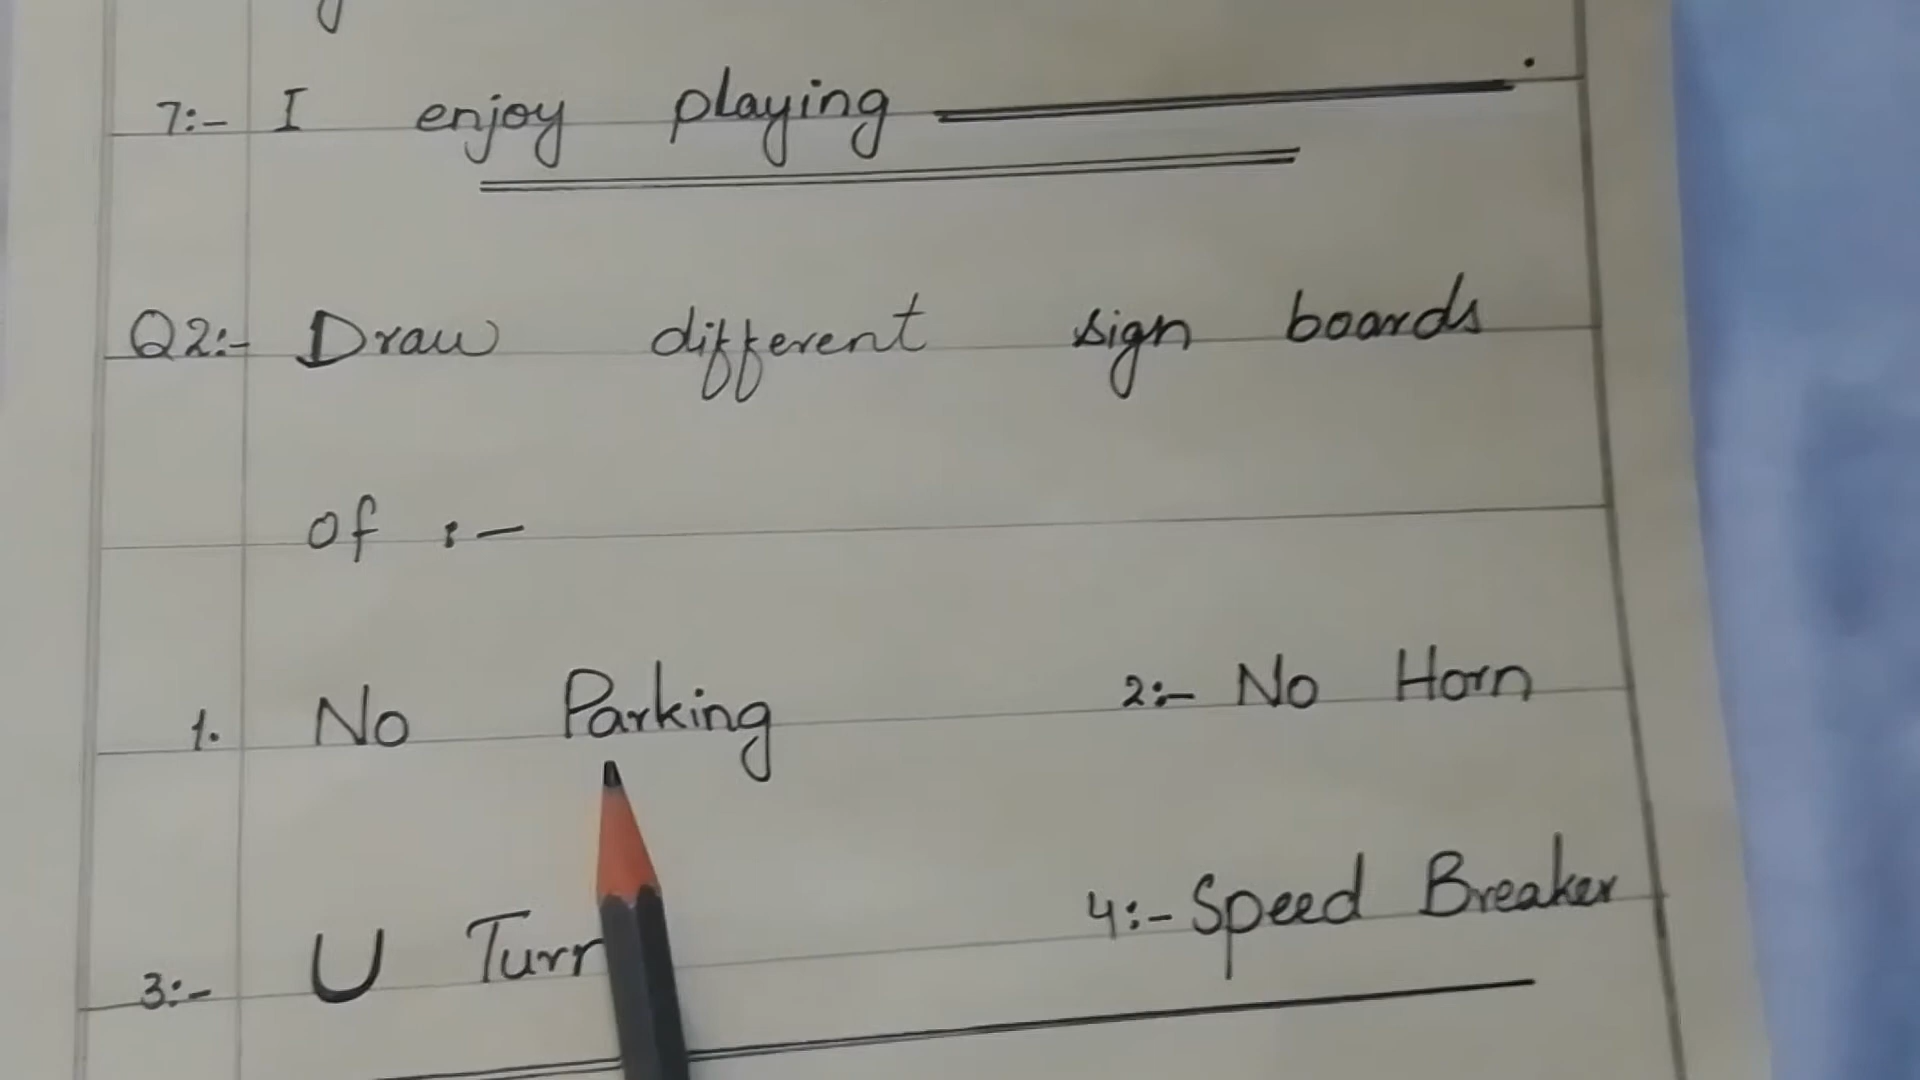 7:- I enjoy playing ________.
Q2:- Draw different sign boards
of :-
1. No Parking 2:- No Horn
3:- U Turn 4:- Speed Breaker